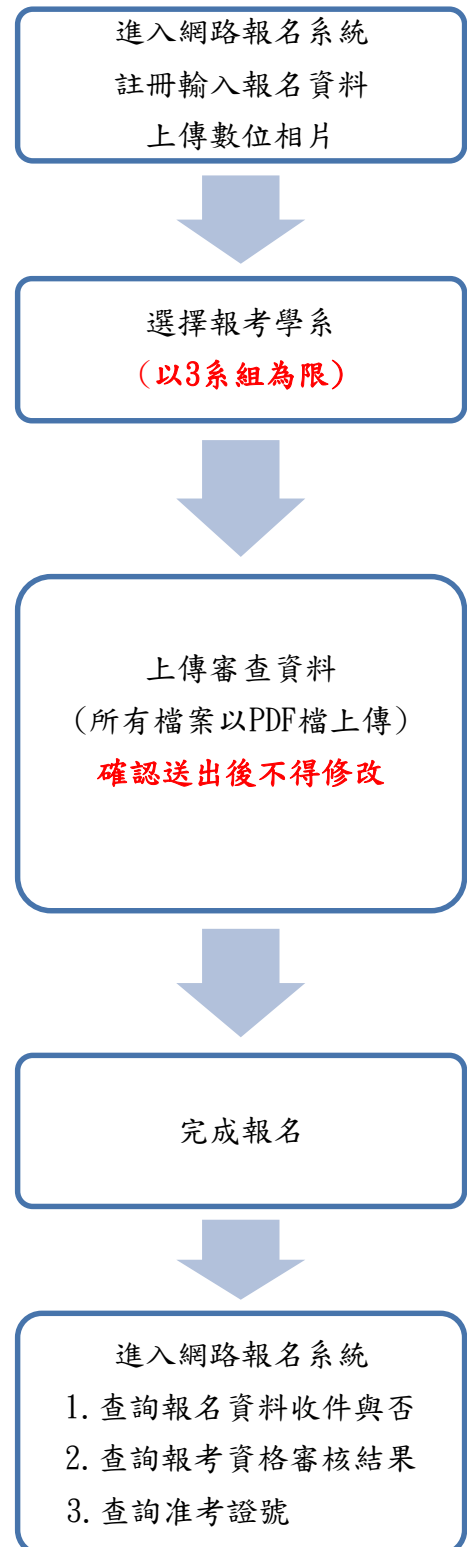 進入網路報名系統
註冊輸入報名資料
上傳數位相片
選擇報考學系
(以3系組為限)
上傳審查資料
(所有檔案以PDF檔上傳)
確認送出後不得修改
完成報名
進入網路報名系統
1. 查詢報名資料收件與否
2. 查詢報考資格審核結果
3. 查詢准考證號